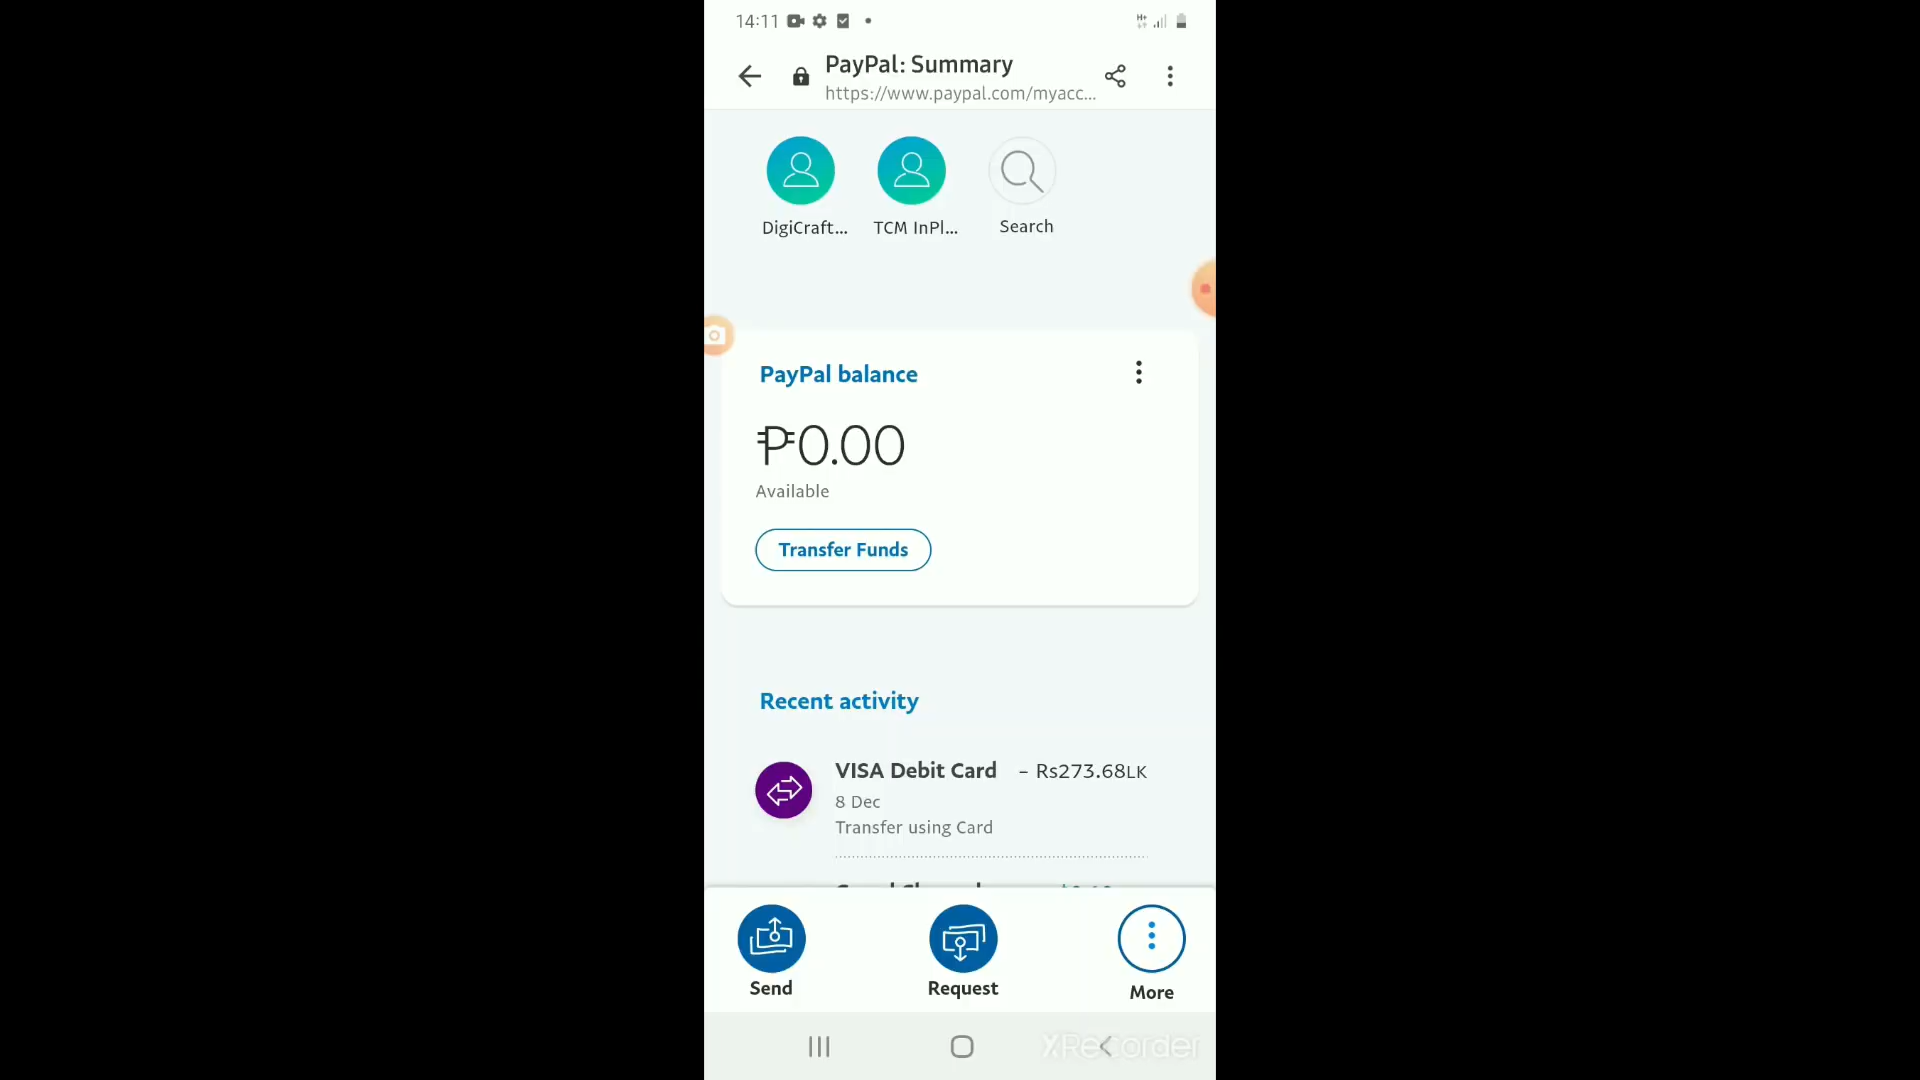 14:11
PayPal: Summary
https://www.paypal.com/myacc...
DigiCraft... TCM InPl... Search
PayPal balance
₱0.00
Available
Transfer Funds
Recent activity
VISA Debit Card - Rs273.68LK
8 Dec
Transfer using Card
Send Request More
XRecorder